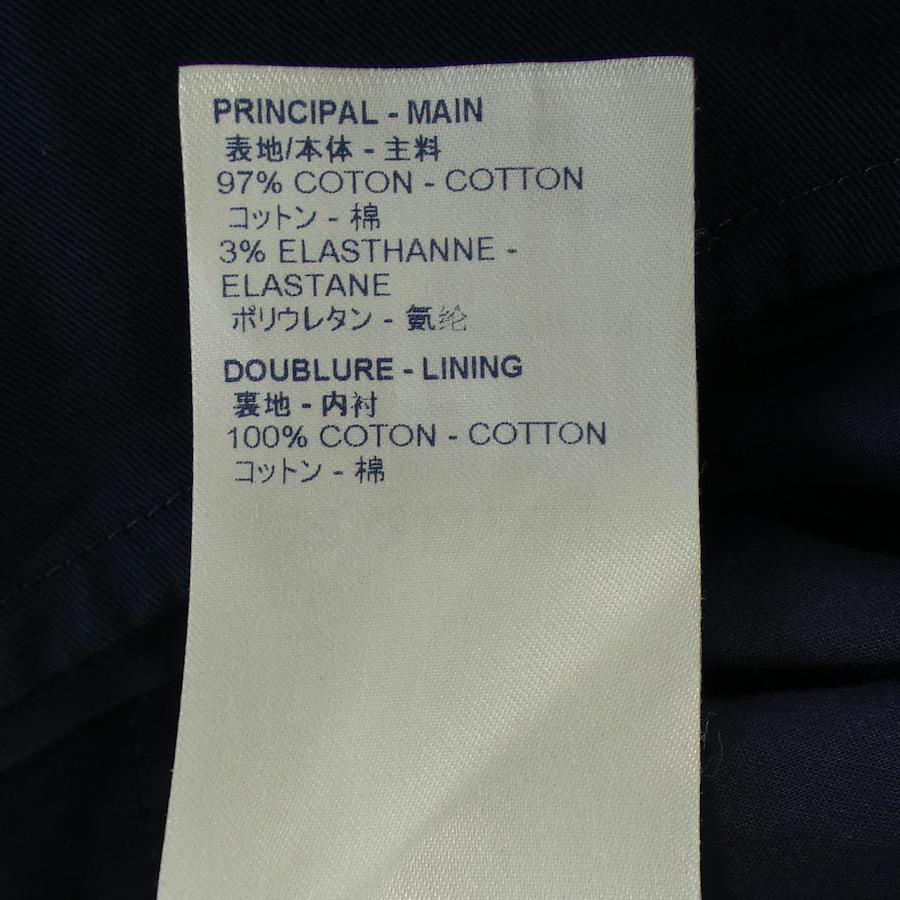 PRINCIPAL - MAIN
表地/本体 - 主料
97% COTON - COTTON
コットン - 棉
3% ELASTHANNE -
ELASTANE
ポリウレタン - 氨纶
DOUBLURE - LINING
裏地 - 内衬
100% COTON - COTTON
コットン - 棉